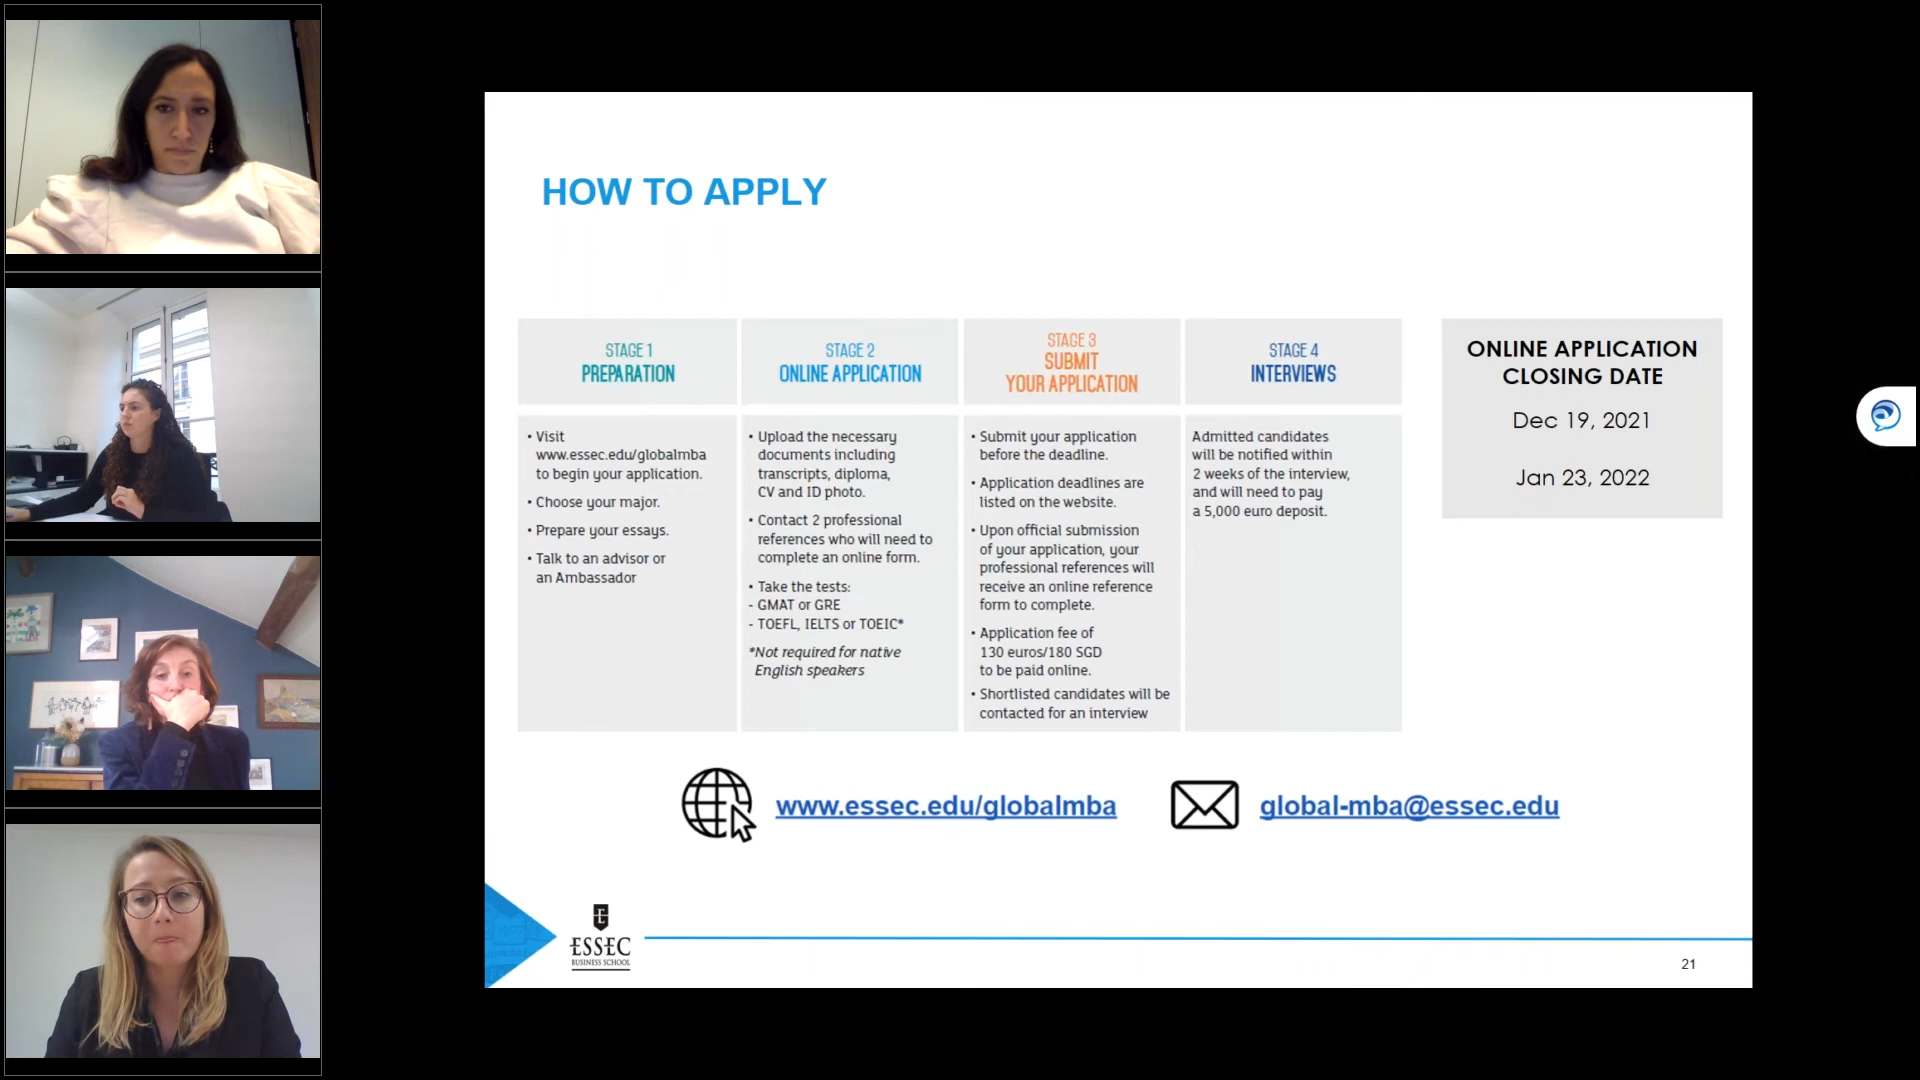 HOW TO APPLY
STAGE 1
PREPARATION
• Visit
www.essec.edu/globalmba
to begin your application.
• Choose your major.
• Prepare your essays.
• Talk to an advisor or
an Ambassador
STAGE 2
ONLINE APPLICATION
• Upload the necessary
documents including
transcripts, diploma,
CV and ID photo.
• Contact 2 professional
references who will need to
complete an online form.
• Take the tests:
- GMAT or GRE
- TOEFL, IELTS or TOEIC*
*Not required for native
English speakers
STAGE 3
SUBMIT
YOUR APPLICATION
• Submit your application
before the deadline.
• Application deadlines are
listed on the website.
• Upon official submission
of your application, your
professional references will
receive an online reference
form to complete.
• Application fee of
130 euros/180 SGD
to be paid online.
• Shortlisted candidates will be
contacted for an interview
STAGE 4
INTERVIEWS
Admitted candidates
will be notified within
2 weeks of the interview,
and will need to pay
a 5,000 euro deposit.
ONLINE APPLICATION
CLOSING DATE
Dec 19, 2021
Jan 23, 2022
www.essec.edu/globalmba
global-mba@essec.edu
ESSEC
BUSINESS SCHOOL
21